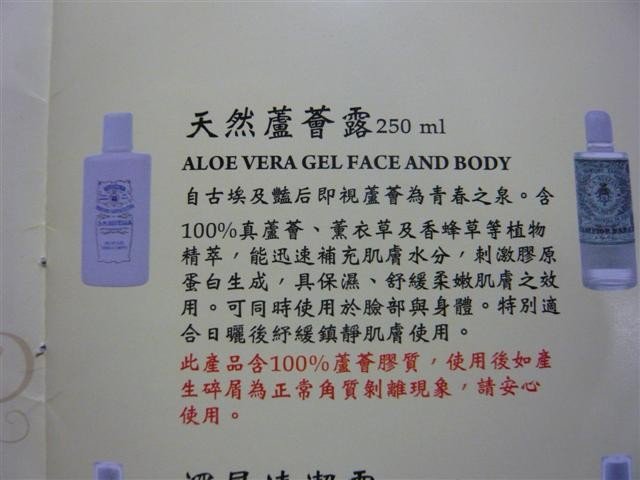 天然蘆薈露250 ml
ALOE VERA GEL FACE AND BODY
自古埃及豔后即視蘆薈為青春之泉。含
100%真蘆薈、薰衣草及香蜂草等植物
精萃，能迅速補充肌膚水分，刺激膠原
蛋白生成，具保濕、舒緩柔嫩肌膚之效
用。可同時使用於臉部與身體。特別適
合日曬後紓緩鎮靜肌膚使用。
此產品含100%蘆薈膠質，使用後如產
生碎屑為正常角質剝離現象，請安心
使用。